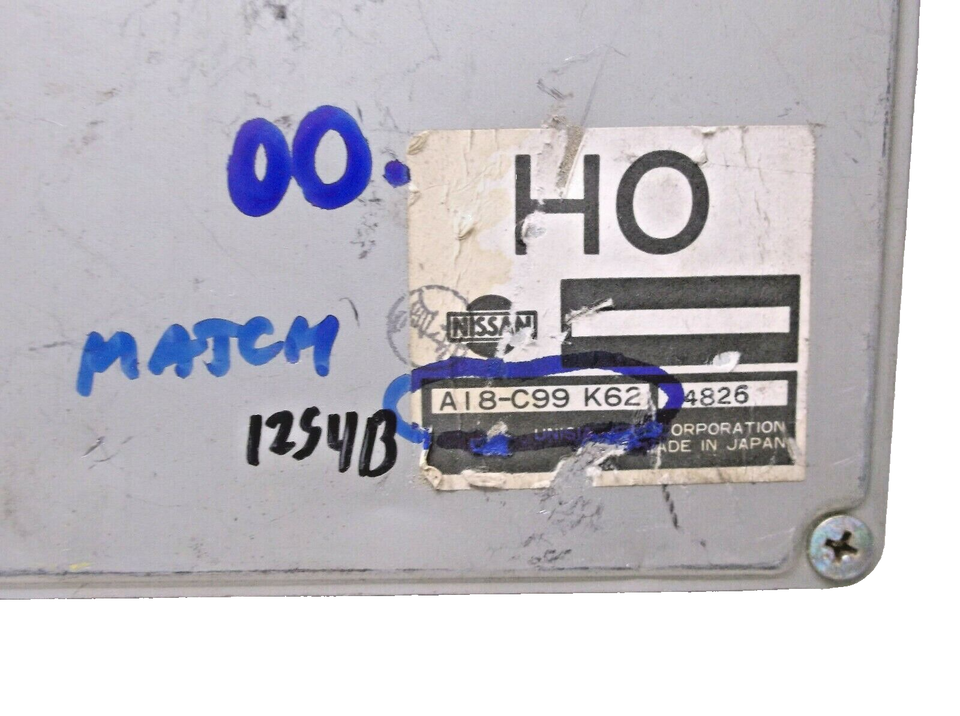 HO
00.
NISSAN
MATCH
A18-C99 K62 4826
1254B
ORPORATION
ADE IN JAPAN